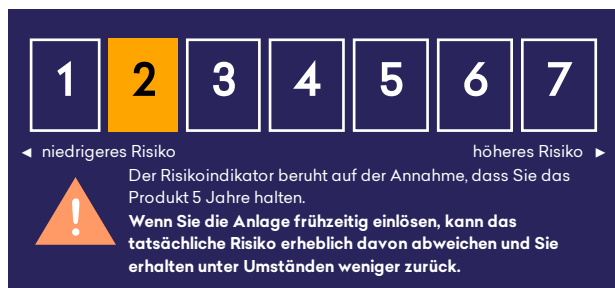 1 2 3 4 5 6 7
◄ niedrigeres Risiko höheres Risiko ►
Der Risikoindikator beruht auf der Annahme, dass Sie das
Produkt 5 Jahre halten.
Wenn Sie die Anlage frühzeitig einlösen, kann das
tatsächliche Risiko erheblich davon abweichen und Sie
erhalten unter Umständen weniger zurück.